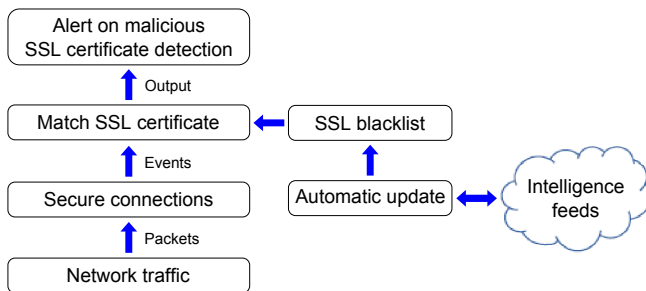 Alert on malicious
SSL certificate detection
Output
Match SSL certificate
SSL blacklist
Events
Secure connections
Automatic update
Intelligence
feeds
Packets
Network traffic